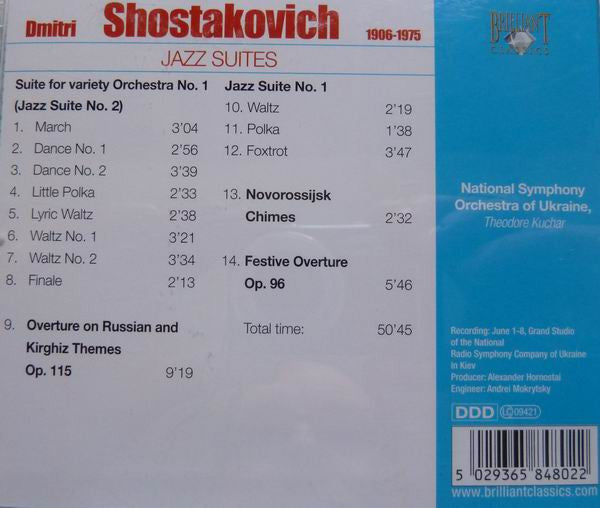 Dmitri Shostakovich 1906-1975
JAZZ SUITES
Suite for variety Orchestra No. 1
(Jazz Suite No. 2)
1. March 3'04
2. Dance No. 1 2'56
3. Dance No. 2 3'39
4. Little Polka 2'33
5. Lyric Waltz 2'38
6. Waltz No. 1 3'21
7. Waltz No. 2 3'34
8. Finale 2'13
9. Overture on Russian and
Kirghiz Themes
Op. 115 9'19
Jazz Suite No. 1
10. Waltz 2'19
11. Polka 1'38
12. Foxtrot 3'47
13. Novorossijsk
Chimes 2'32
14. Festive Overture
Op. 96 5'46
Total time: 50'45
BRILLIANT
CLASSICS
National Symphony
Orchestra of Ukraine,
Theodore Kuchar
Recording: June 1-8, Grand Studio
of the National
Radio Symphony Company of Ukraine
in Kiev
Producer: Alexander Hornostai
Engineer: Andrei Mokrytsky
DDD LC 09421
5 029365 848022
www.brilliantclassics.com